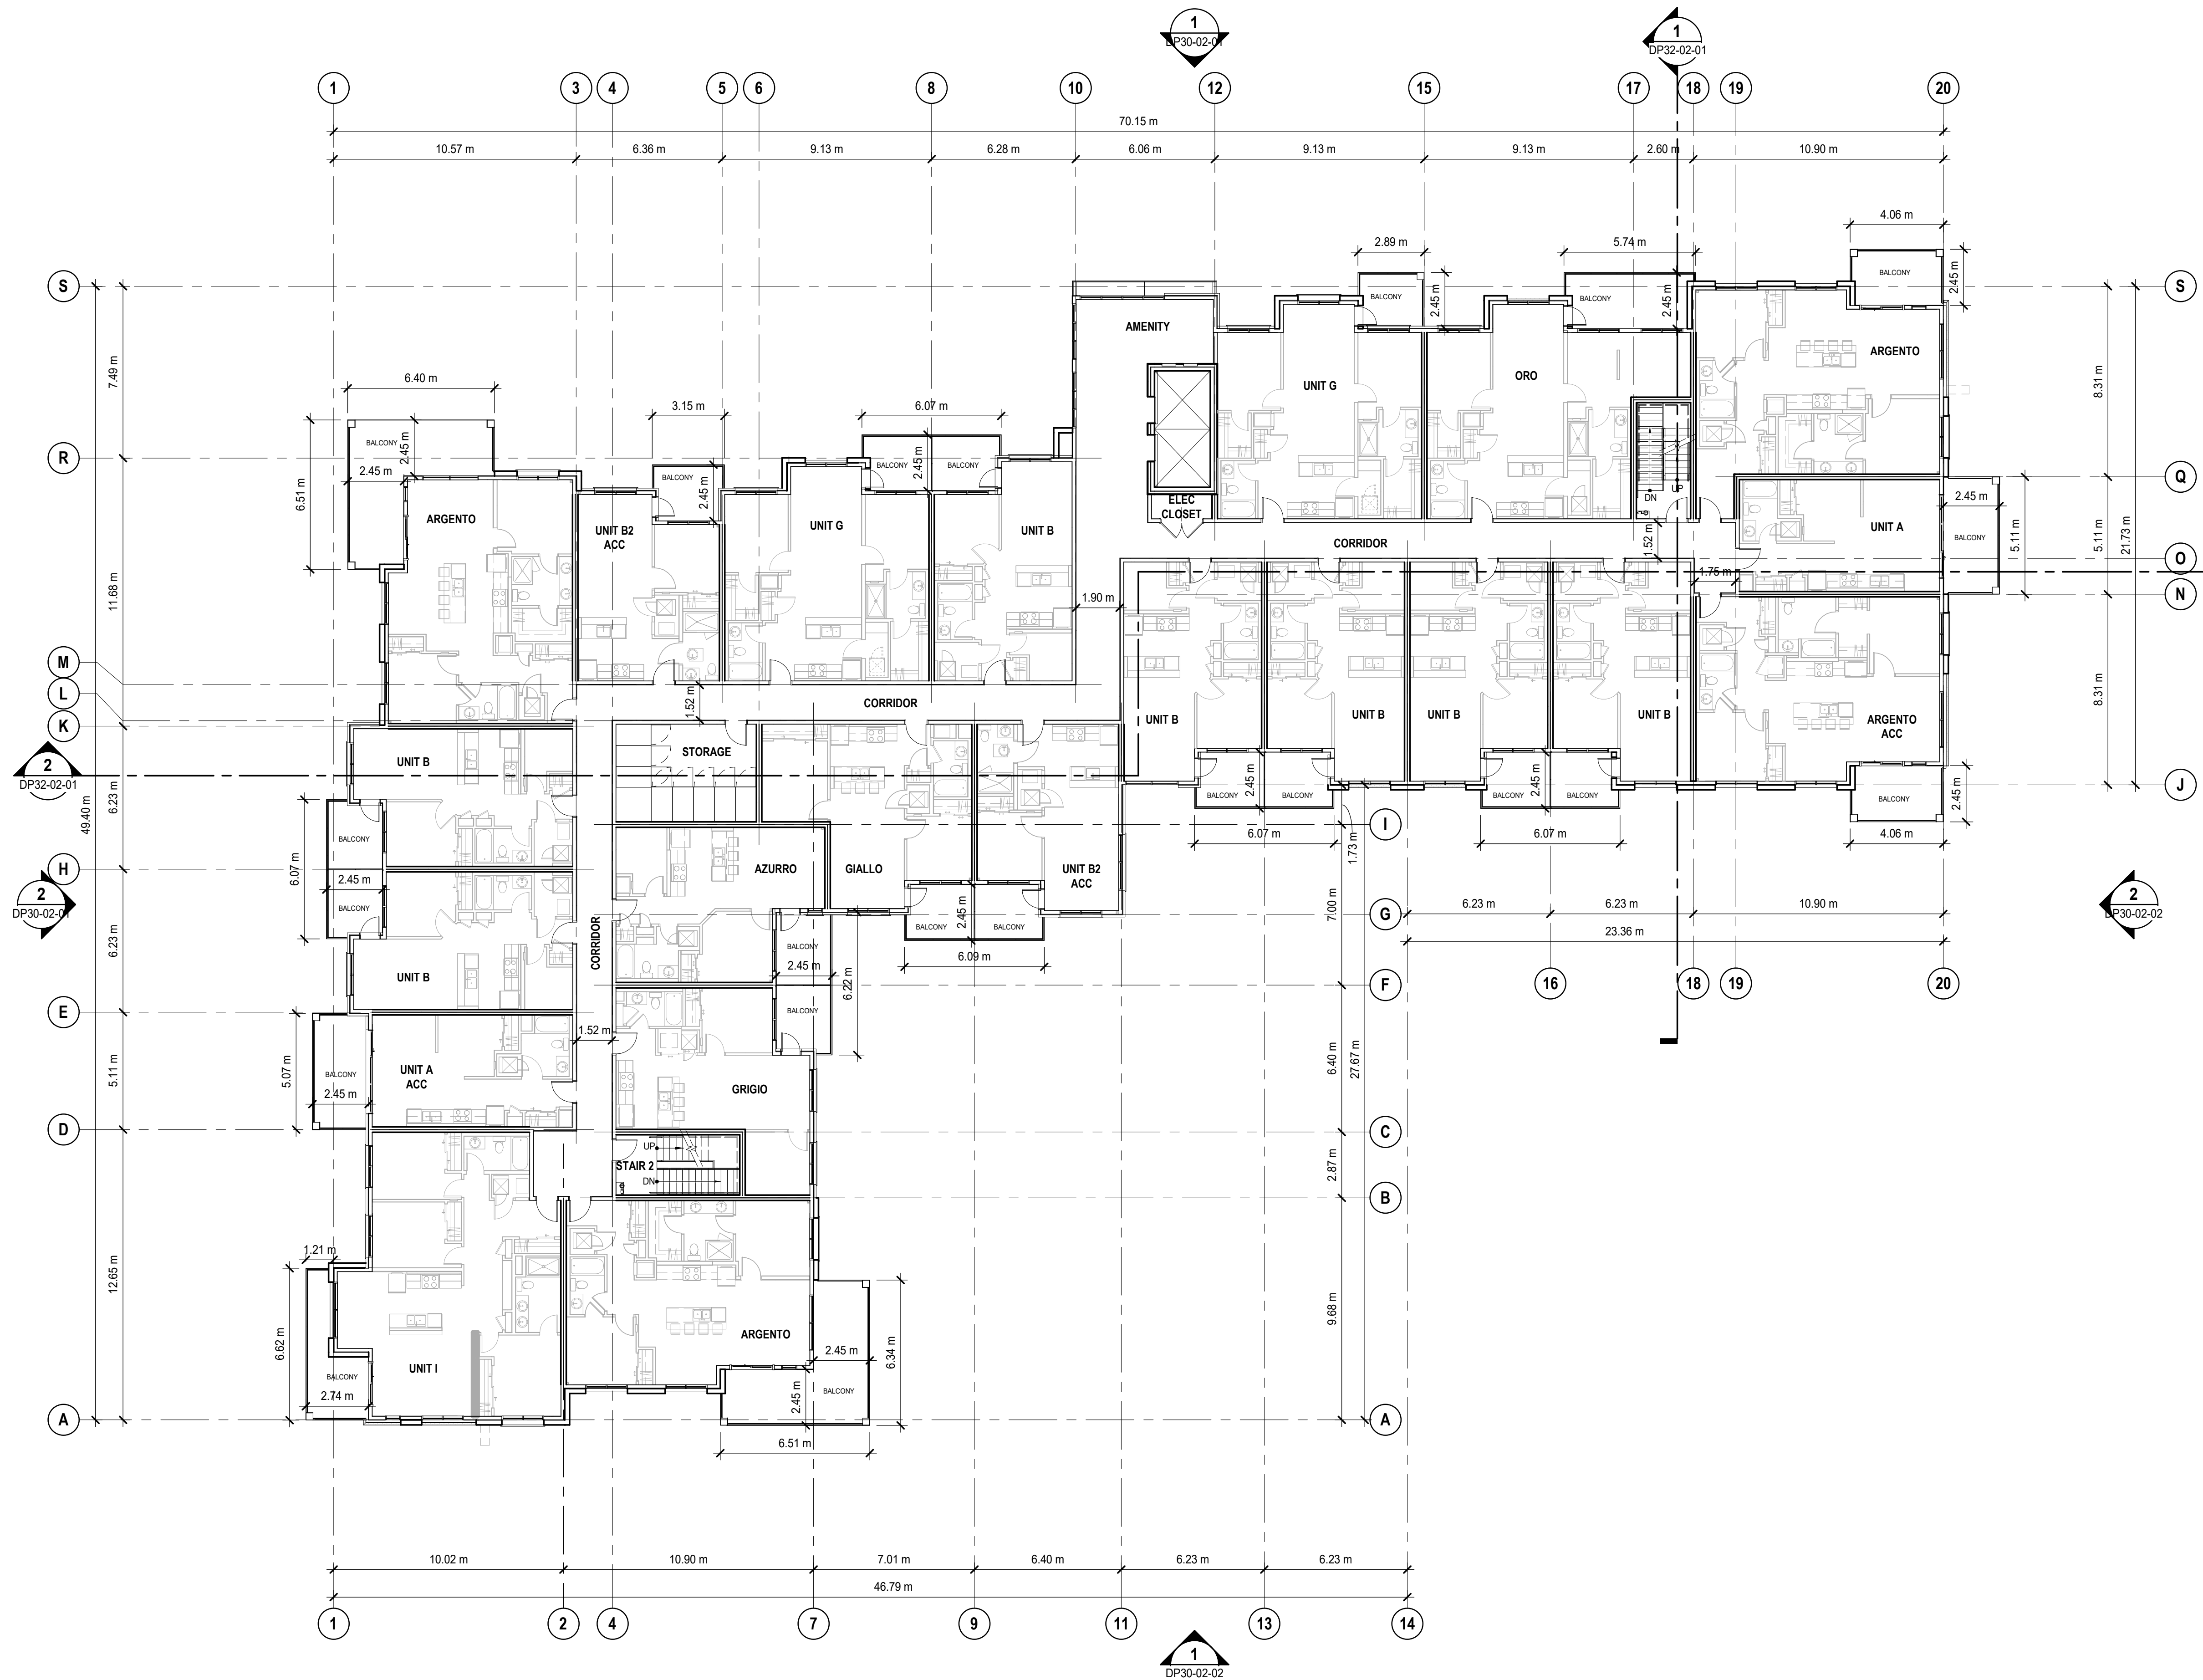 1
DP30-02-01
1
DP32-02-01
1
3
4
5
6
8
10
12
15
17
18
19
20
70.15 m
10.57 m
6.36 m
9.13 m
6.28 m
6.06 m
9.13 m
9.13 m
2.60 m
10.90 m
4.06 m
2.89 m
5.74 m
S
BALCONY
2.45 m
S
BALCONY
2.45 m
BALCONY
2.45 m
AMENITY
7.49 m
ARGENTO
8.31 m
6.40 m
UNIT G
ORO
3.15 m
6.07 m
BALCONY
2.45 m
2.45 m
R
BALCONY
BALCONY
2.45 m
BALCONY
2.45 m
Q
6.51 m
DN
UP
2.45 m
ELEC
CLOSET
ARGENTO
UNIT B2
ACC
UNIT G
UNIT B
UNIT A
BALCONY
5.11 m
5.11 m
21.73 m
CORRIDOR
1.52 m
O
11.68 m
1.75 m
N
1.90 m
M
L
1.52 m
CORRIDOR
8.31 m
K
UNIT B
UNIT B
UNIT B
UNIT B
ARGENTO
ACC
STORAGE
UNIT B
2
DP32-02-01
49.40 m
6.23 m
2.45 m
2.45 m
2.45 m
J
BALCONY
BALCONY
BALCONY
BALCONY
BALCONY
I
BALCONY
6.07 m
6.07 m
4.06 m
1.73 m
H
6.07 m
AZURRO
GIALLO
UNIT B2
ACC
2.45 m
2
DP30-02-01
BALCONY
7.00 m
2
DP30-02-02
G
6.23 m
6.23 m
10.90 m
6.23 m
CORRIDOR
BALCONY
BALCONY
2.45 m
BALCONY
23.36 m
6.09 m
2.45 m
UNIT B
6.22 m
F
16
18
19
20
E
BALCONY
1.52 m
5.07 m
5.11 m
BALCONY
UNIT A
ACC
2.45 m
GRIGIO
6.40 m
27.67 m
D
C
UP
STAIR 2
DN
2.87 m
B
1.21 m
12.65 m
6.62 m
9.68 m
ARGENTO
2.45 m
6.34 m
UNIT I
BALCONY
2.74 m
2.45 m
BALCONY
A
A
6.51 m
10.02 m
10.90 m
7.01 m
6.40 m
6.23 m
6.23 m
46.79 m
1
2
4
7
9
11
13
14
1
DP30-02-02